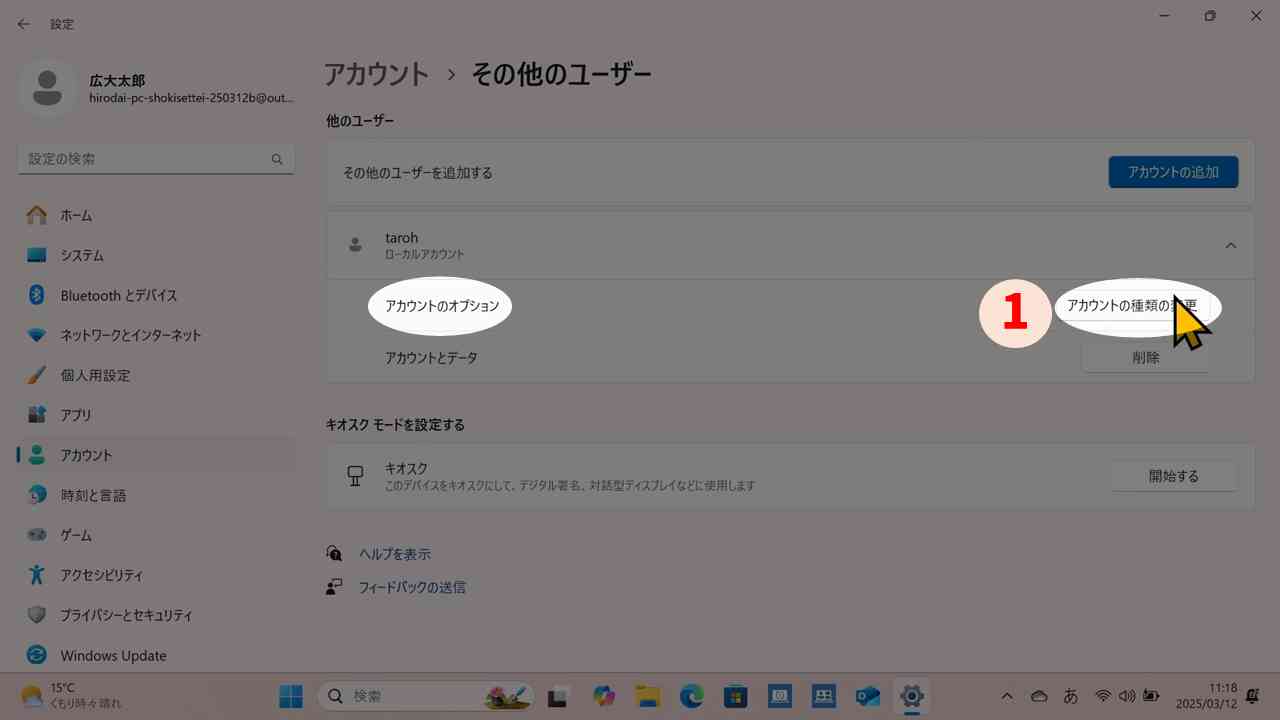 設定
広大太郎
hirodai-pc-shokisettei-250312b@out...
設定の検索
ホーム
システム
Bluetooth とデバイス
ネットワークとインターネット
個人用設定
アプリ
アカウント
時刻と言語
ゲーム
アクセシビリティ
プライバシーとセキュリティ
Windows Update
アカウント › その他のユーザー
他のユーザー
その他のユーザーを追加する
アカウントの追加
taroh
ローカルアカウント
アカウントのオプション
1
アカウントの種類の変更
アカウントとデータ
削除
キオスク モードを設定する
キオスク
このデバイスをキオスクにして、デジタル署名、対話型ディスプレイなどに使用します
開始する
ヘルプを表示
フィードバックの送信
15°C
くもり時々晴れ
検索
あ
11:18
2025/03/12